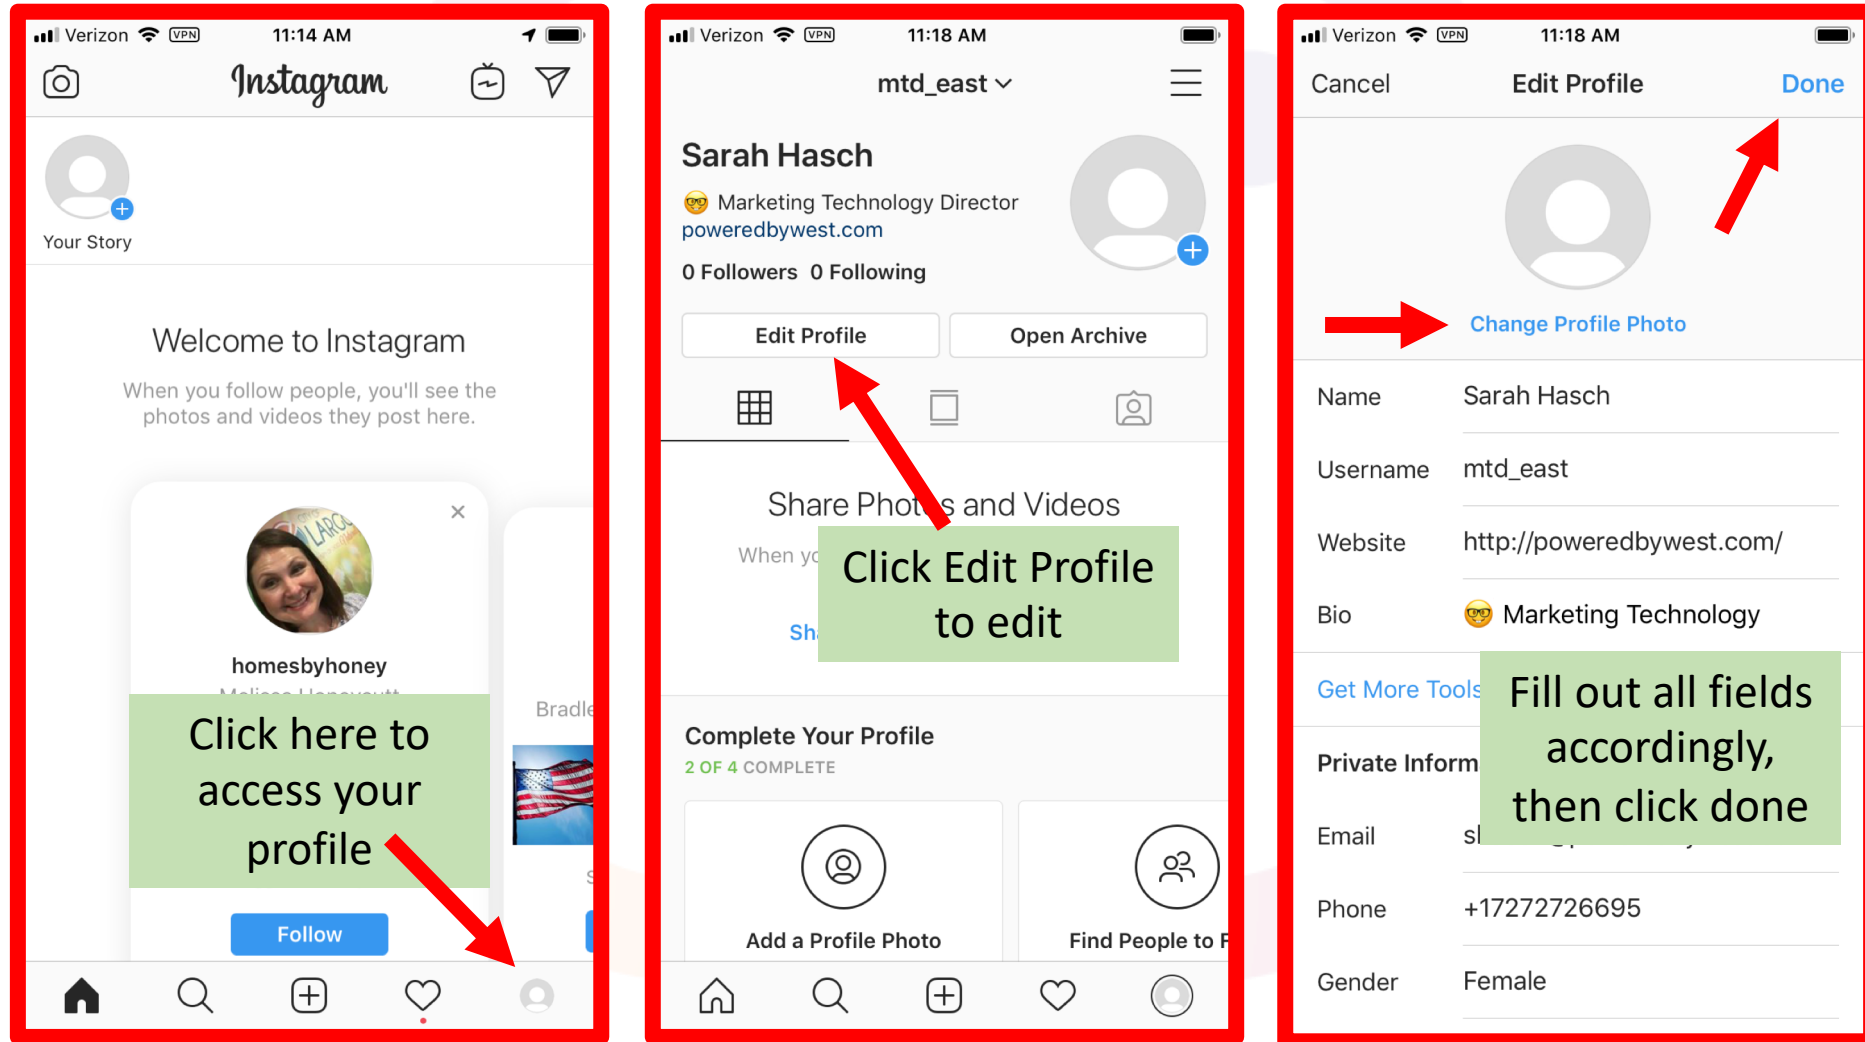 Verizon VPN 11:14 AM
Instagram
Your Story
Welcome to Instagram
When you follow people, you'll see the
photos and videos they post here.
LARGO
homesbyhoney
Click here to
access your
profile
Bradle
Follow
Verizon VPN 11:18 AM
mtd_east
Sarah Hasch
🤓 Marketing Technology Director
poweredbywest.com
0 Followers 0 Following
Edit Profile Open Archive
Share Photos and Videos
When yo
Click Edit Profile
to edit
Sh
Complete Your Profile
2 OF 4 COMPLETE
Add a Profile Photo Find People to F
Verizon VPN 11:18 AM
Cancel Edit Profile Done
Change Profile Photo
Name Sarah Hasch
Username mtd_east
Website http://poweredbywest.com/
Bio 🤓 Marketing Technology
Get More Tools
Fill out all fields
accordingly,
then click done
Private Inform
Email
Phone +17272726695
Gender Female